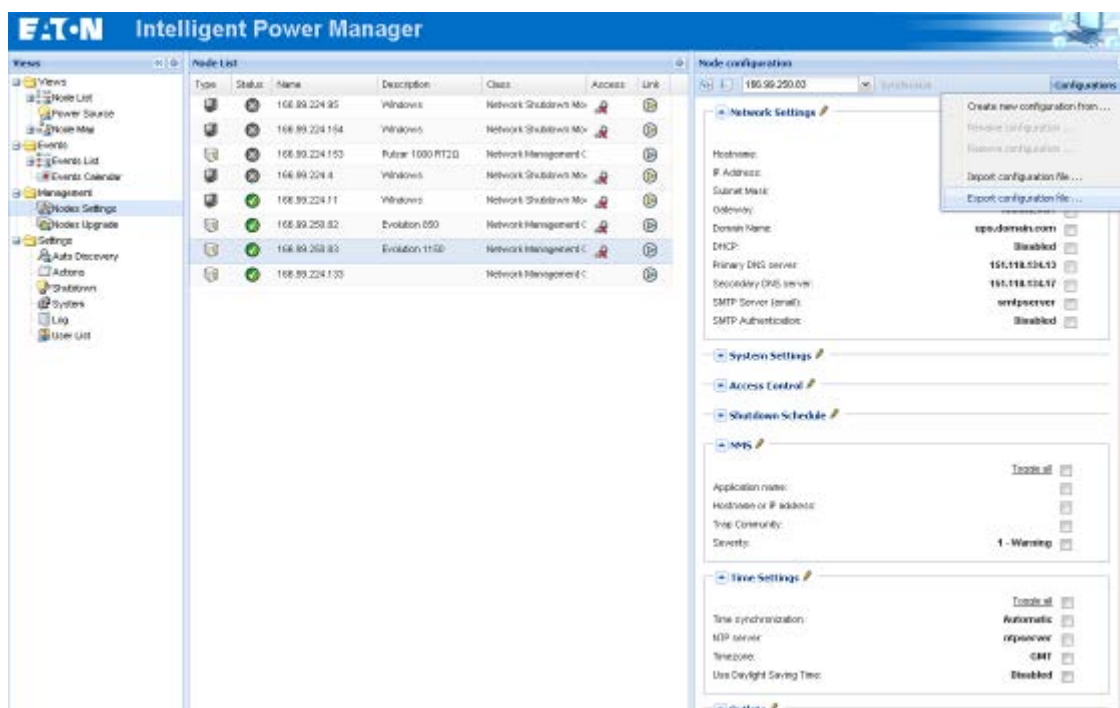 EATON Intelligent Power Manager
Views
Views
Node List
Power Source
Node Map
Events
Events List
Events Calendar
Management
Nodes Settings
Nodes Upgrade
Settings
Auto Discovery
Actions
Shutdown
System
Log
User List
Node List
Type Status Name Description Class Access Link
166.99.224.95 Windows Network Shutdown Mo
166.99.224.164 Windows Network Shutdown Mo
166.99.224.153 Pulsar 1000 RT2U Network Management C
166.99.224.4 Windows Network Shutdown Mo
166.99.224.11 Windows Network Shutdown Mo
166.99.250.82 Evolution 850 Network Management C
166.99.250.83 Evolution 1150 Network Management C
166.99.224.133 Network Management C
Node configuration
166.99.250.83 Synchronize Configurations
Create new configuration from ...
Rename configuration ...
Remove configuration ...
Import configuration file ...
Export configuration file ...
Network Settings
Hostname:
IP Address:
Subnet Mask:
Gateway:
Domain Name: ups.domain.com
DHCP: Disabled
Primary DNS server: 151.118.134.13
Secondary DNS server: 151.118.134.17
SMTP Server (email): smtpserver
SMTP Authentication: Disabled
System Settings
Access Control
Shutdown Schedule
NMS
Toggle all
Application name:
Hostname or IP address:
Trap Community:
Severity: 1 - Warning
Time Settings
Toggle all
Time synchronization: Automatic
NTP server: ntpserver
Timezone: GMT
Use Daylight Saving Time: Disabled